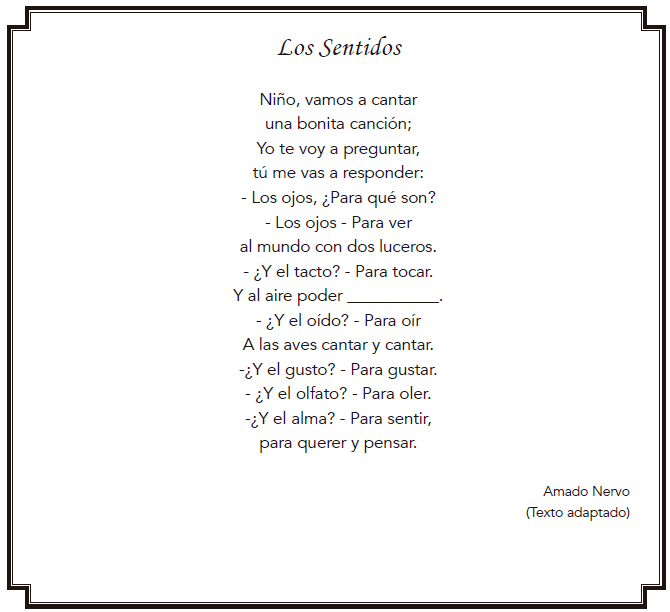 Los Sentidos
Niño, vamos a cantar
una bonita canción;
Yo te voy a preguntar,
tú me vas a responder:
- Los ojos, ¿Para qué son?
- Los ojos - Para ver
al mundo con dos luceros.
- ¿Y el tacto? - Para tocar.
Y al aire poder ___________.
- ¿Y el oído? - Para oír
A las aves cantar y cantar.
-¿Y el gusto? - Para gustar.
- ¿Y el olfato? - Para oler.
-¿Y el alma? - Para sentir,
para querer y pensar.
Amado Nervo
(Texto adaptado)